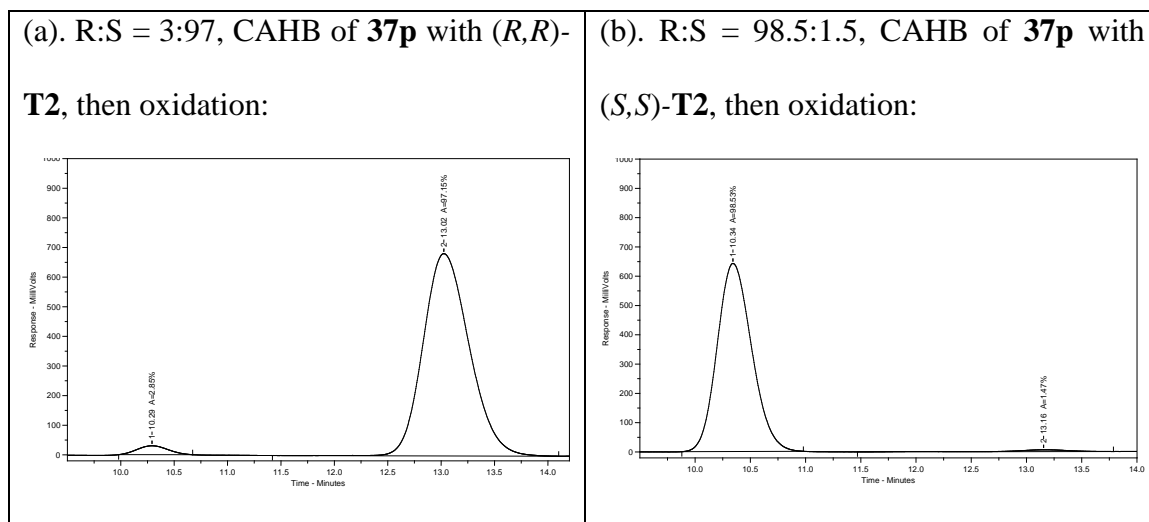 (a). R:S = 3:97, CAHB of 37p with (R,R)-
T2, then oxidation:
1000
900
800
700
600
500
400
300
200
100
0
Response - MilliVolts
1-10.29 A=2.85%
2-13.02 A=97.15%
10.0 10.5 11.0 11.5 12.0 12.5 13.0 13.5 14.0
Time - Minutes
(b). R:S = 98.5:1.5, CAHB of 37p with
(S,S)-T2, then oxidation:
1000
900
800
700
600
500
400
300
200
100
0
Response - MilliVolts
1-10.34 A=98.53%
2-13.16 A=1.47%
10.0 10.5 11.0 11.5 12.0 12.5 13.0 13.5 14.0
Time - Minutes